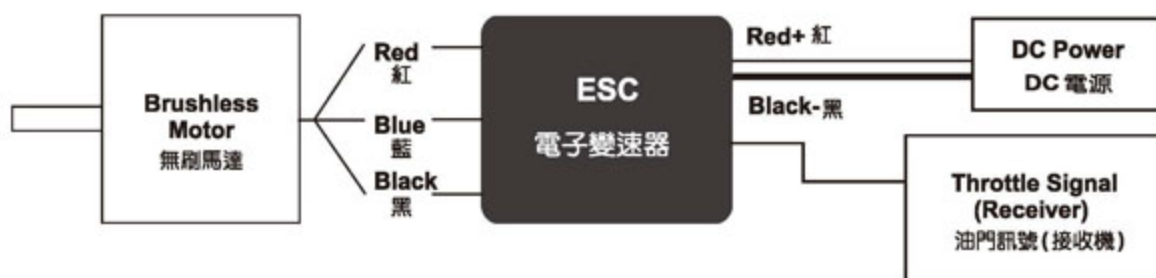 Brushless
Motor
無刷馬達
Red
紅
Blue
藍
Black
黑
ESC
電子變速器
Red+ 紅
Black-黑
DC Power
DC 電源
Throttle Signal
(Receiver)
油門訊號(接收機)